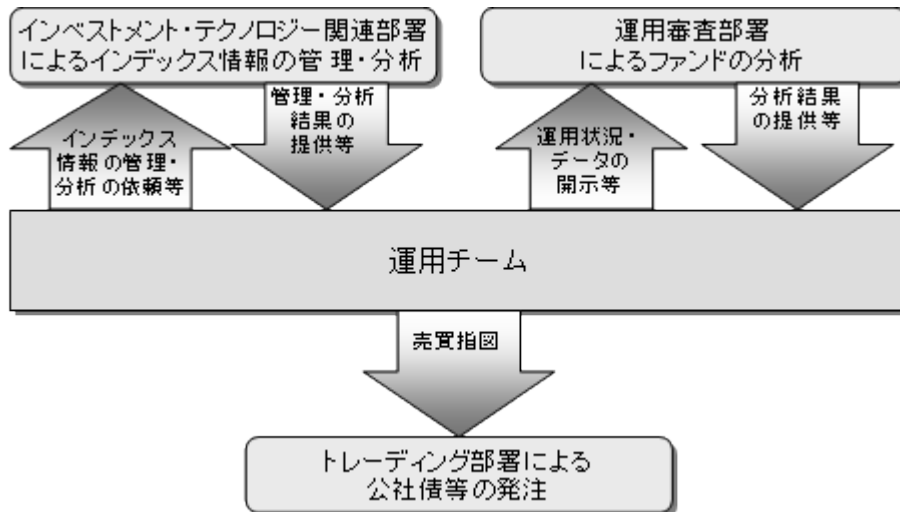 インベストメント・テクノロジー関連部署
によるインデックス情報の管理・分析
運用審査部署
によるファンドの分析
インデックス
情報の管理・
分析の依頼等
管理・分析
結果の
提供等
運用状況・
データの
開示等
分析結果
の提供等
運用チーム
売買指図
トレーディング部署による
公社債等の発注